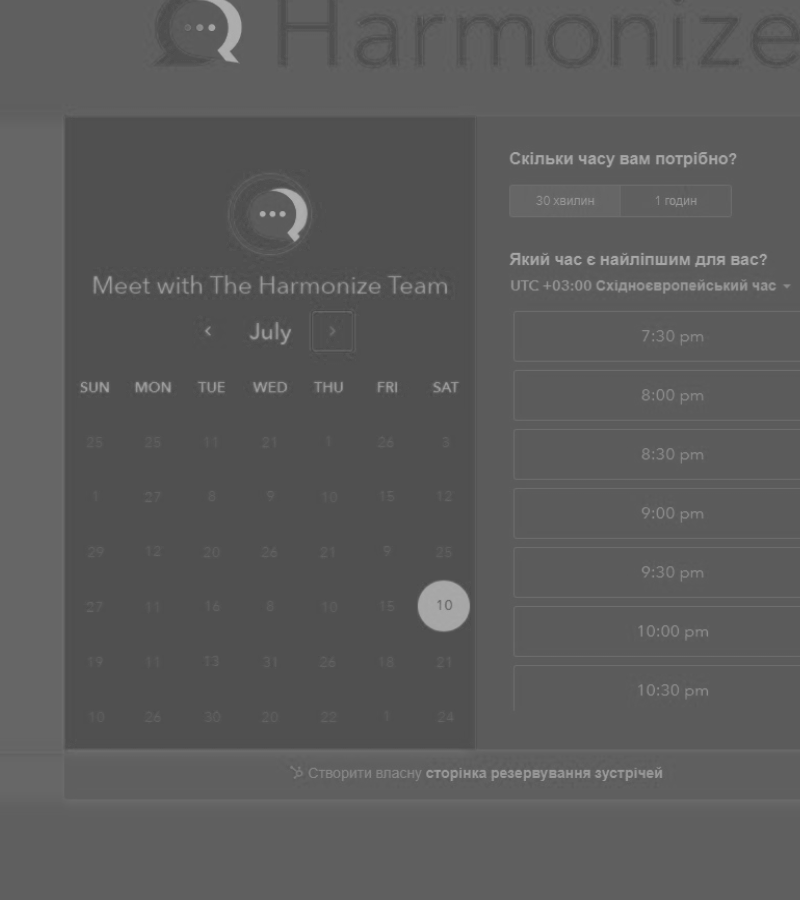 Harmonize
Meet with The Harmonize Team
July
SUN MON TUE WED THU FRI SAT
25 25 11 21 1 26 3
1 27 8 9 10 15 12
29 12 20 26 21 9 25
27 11 16 8 10 15 10
19 11 13 31 26 18 21
10 26 30 20 22 1 24
Скільки часу вам потрібно?
30 хвилин 1 годин
Який час є найліпшим для вас?
UTC +03:00 Східноєвропейський час
7:30 pm
8:00 pm
8:30 pm
9:00 pm
9:30 pm
10:00 pm
10:30 pm
Створити власну сторінка резервування зустрічей